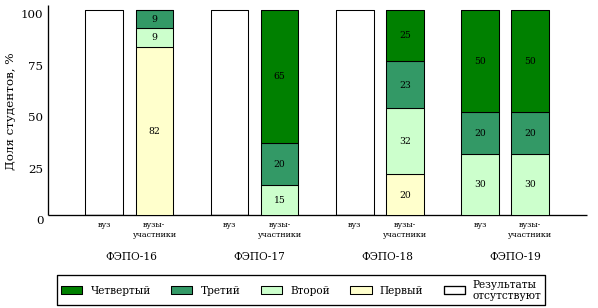 Доля студентов, %
100
75
50
25
0
9
9
82
65
20
15
25
23
32
20
50
20
30
50
20
30
вуз
вузы-
участники
вуз
вузы-
участники
вуз
вузы-
участники
вуз
вузы-
участники
ФЭПО-16
ФЭПО-17
ФЭПО-18
ФЭПО-19
Четвертый
Третий
Второй
Первый
Результаты
отсутствуют